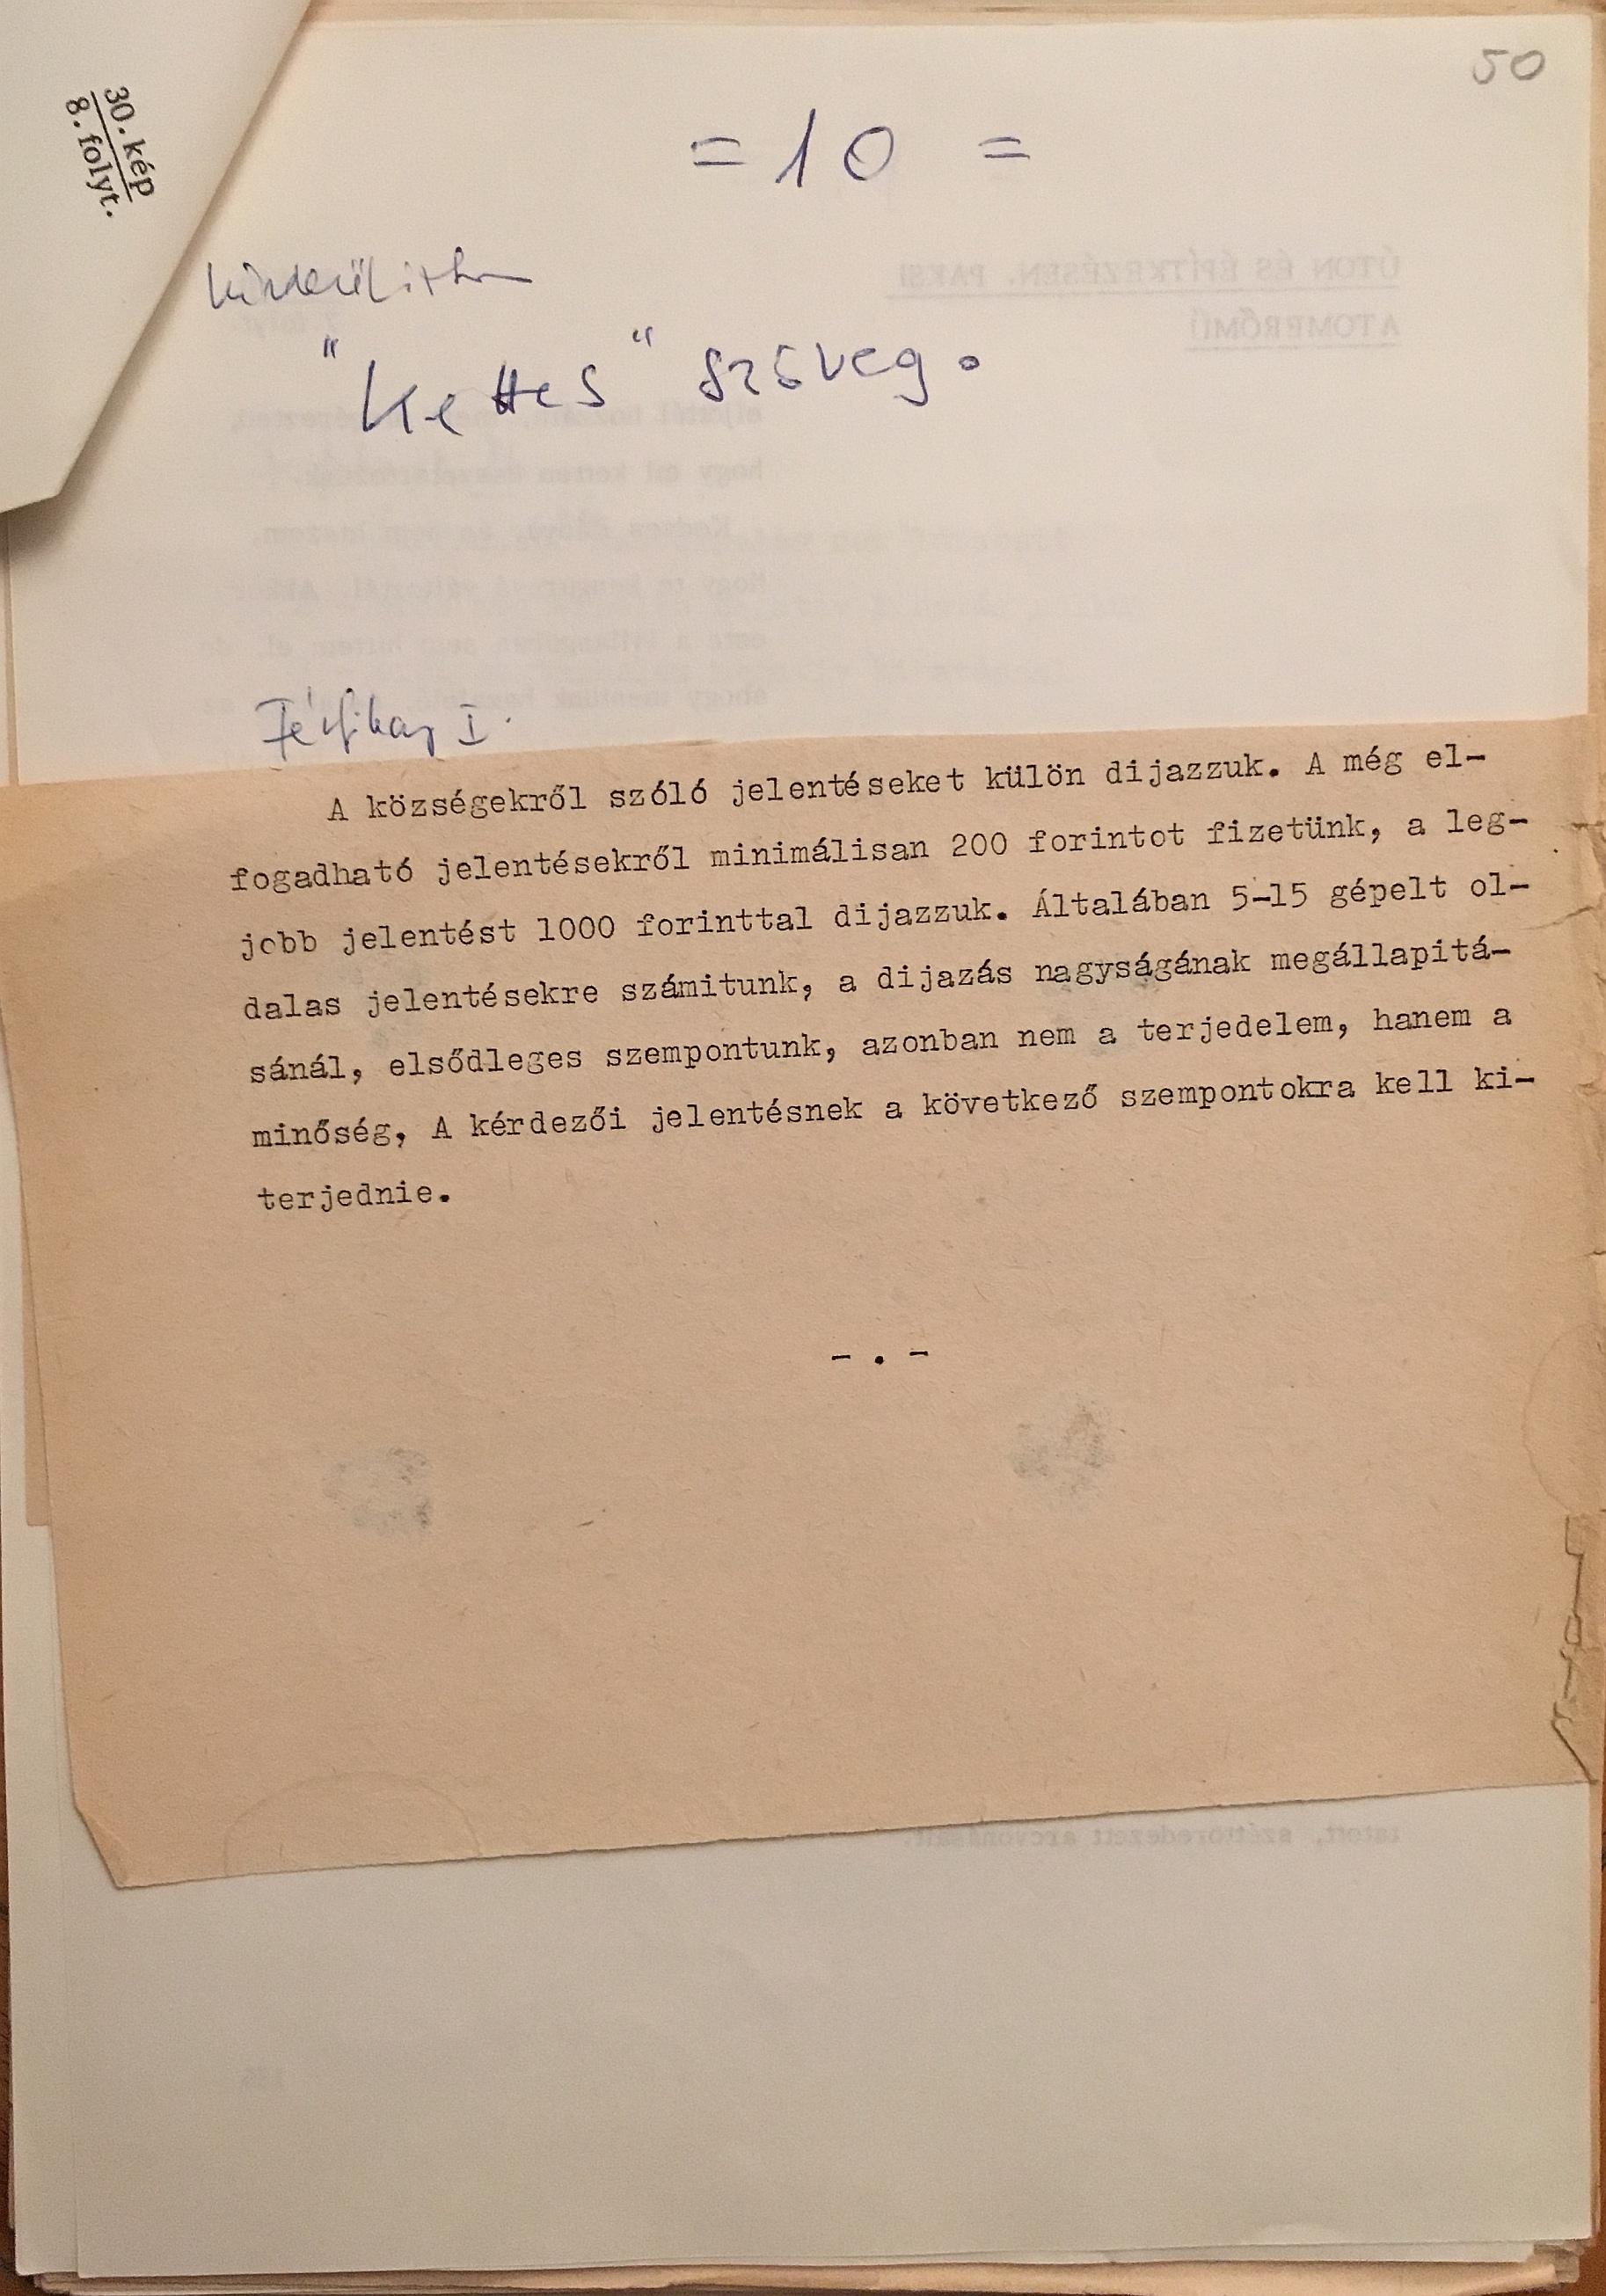 50
30. kép
8. folyt.
= 10 =
"Kettes" szöveg.
Férfihang I.
A községekről szóló jelentéseket külön dijazzuk. A még el-
fogadható jelentésekről minimálisan 200 forintot fizetünk, a leg-
jobb jelentést 1000 forinttal dijazzuk. Általában 5-15 gépelt ol-
dalas jelentésekre számitunk, a dijazás nagyságának megállapitá-
sánál, elsődleges szempontunk, azonban nem a terjedelem, hanem a
minőség, A kérdezői jelentésnek a következő szempontokra kell ki-
terjednie.
- . -
ÚTON ÉS ÉPÍTKEZÉSEN. PAKSI
ATOMERŐMŰ